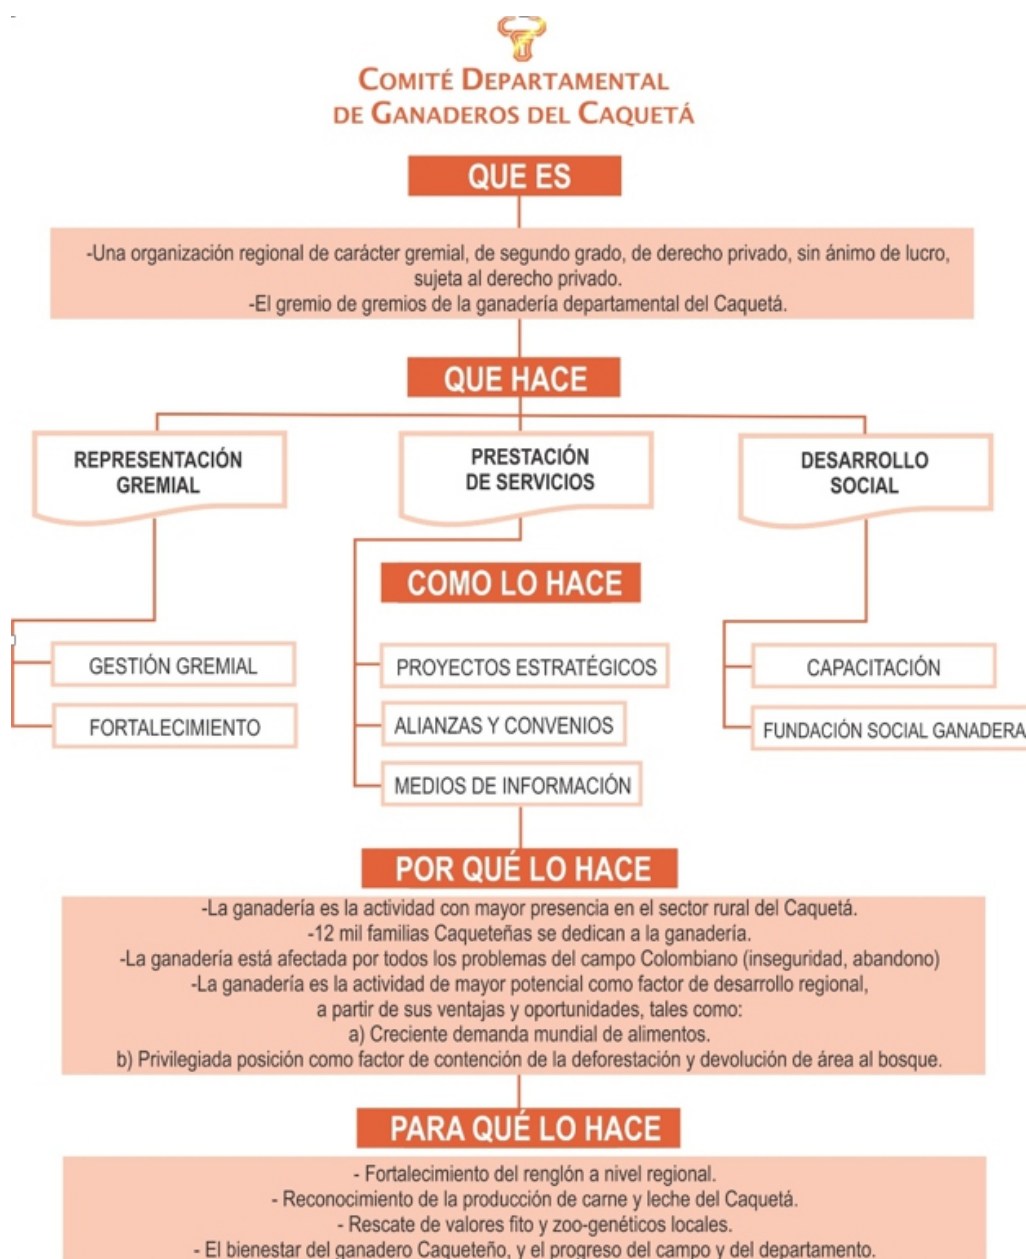 COMITÉ DEPARTAMENTAL
DE GANADEROS DEL CAQUETÁ
QUE ES
-Una organización regional de carácter gremial, de segundo grado, de derecho privado, sin ánimo de lucro,
sujeta al derecho privado.
-El gremio de gremios de la ganadería departamental del Caquetá.
QUE HACE
REPRESENTACIÓN
GREMIAL
PRESTACIÓN
DE SERVICIOS
DESARROLLO
SOCIAL
COMO LO HACE
GESTIÓN GREMIAL
FORTALECIMIENTO
PROYECTOS ESTRATÉGICOS
ALIANZAS Y CONVENIOS
MEDIOS DE INFORMACIÓN
CAPACITACIÓN
FUNDACIÓN SOCIAL GANADERA
POR QUÉ LO HACE
-La ganadería es la actividad con mayor presencia en el sector rural del Caquetá.
-12 mil familias Caqueteñas se dedican a la ganadería.
-La ganadería está afectada por todos los problemas del campo Colombiano (inseguridad, abandono)
-La ganadería es la actividad de mayor potencial como factor de desarrollo regional,
a partir de sus ventajas y oportunidades, tales como:
a) Creciente demanda mundial de alimentos.
b) Privilegiada posición como factor de contención de la deforestación y devolución de área al bosque.
PARA QUÉ LO HACE
- Fortalecimiento del renglón a nivel regional.
- Reconocimiento de la producción de carne y leche del Caquetá.
- Rescate de valores fito y zoo-genéticos locales.
- El bienestar del ganadero Caqueteño, y el progreso del campo y del departamento.